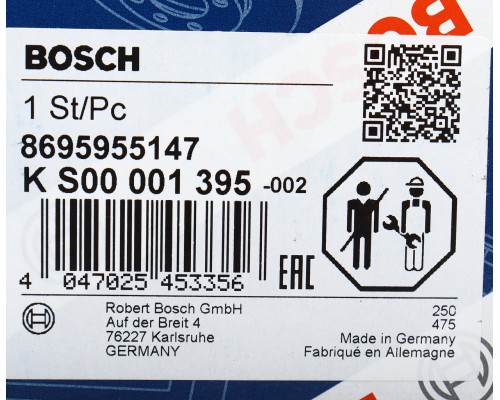 BOSCH
1 St/Pc
8695955147
K S00 001 395 -002
4 047025 453356
EAC
Robert Bosch GmbH
Auf der Breit 4
76227 Karlsruhe
GERMANY
250
475
Made in Germany
Fabriqué en Allemagne